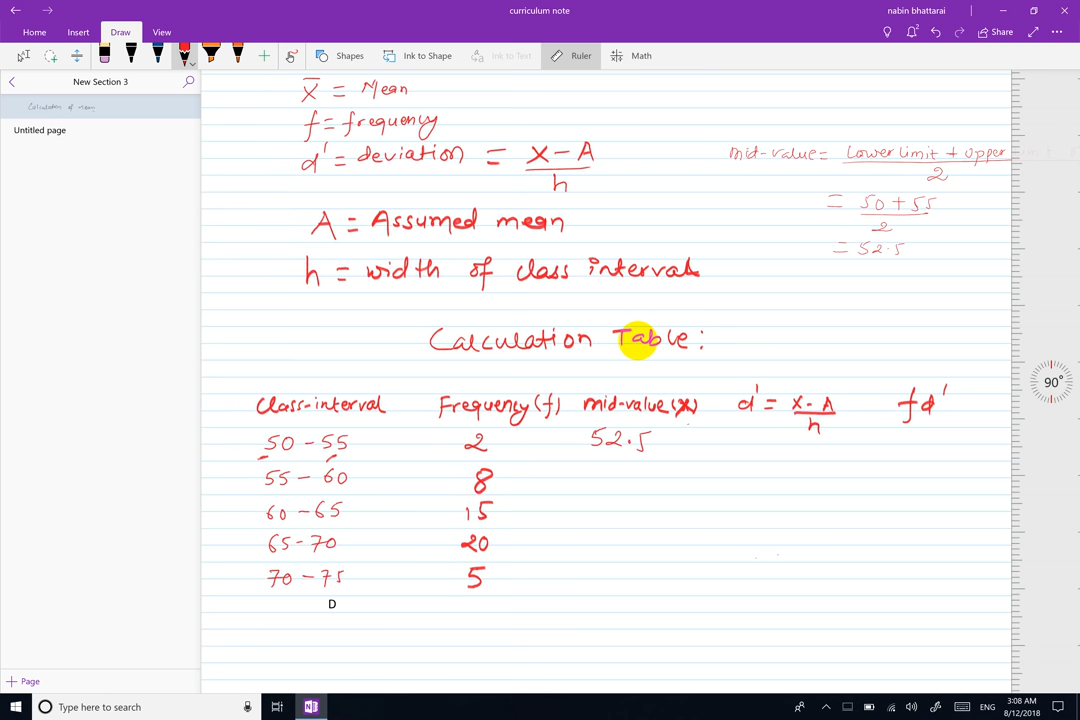 curriculum note
nabin bhattarai
Home Insert Draw View
Share
Shapes Ink to Shape Ink to Text Ruler Math
New Section 3
Calculation of Mean
Untitled page
x̄ = Mean
f = frequency
d' = deviation = x - A / h
A = Assumed mean
h = width of class interval
mid-value = Lower limit + Upper limit / 2
= 50 + 55 / 2
= 52.5
Calculation Table :
Class-interval Frequency (f) mid-value (x) d' = x - A / h fd'
50 - 55 2 52.5
55 - 60 8
60 - 65 15
65 - 70 20
70 - 75 5
D
90°
+ Page
Type here to search
ENG
3:08 AM
8/12/2018